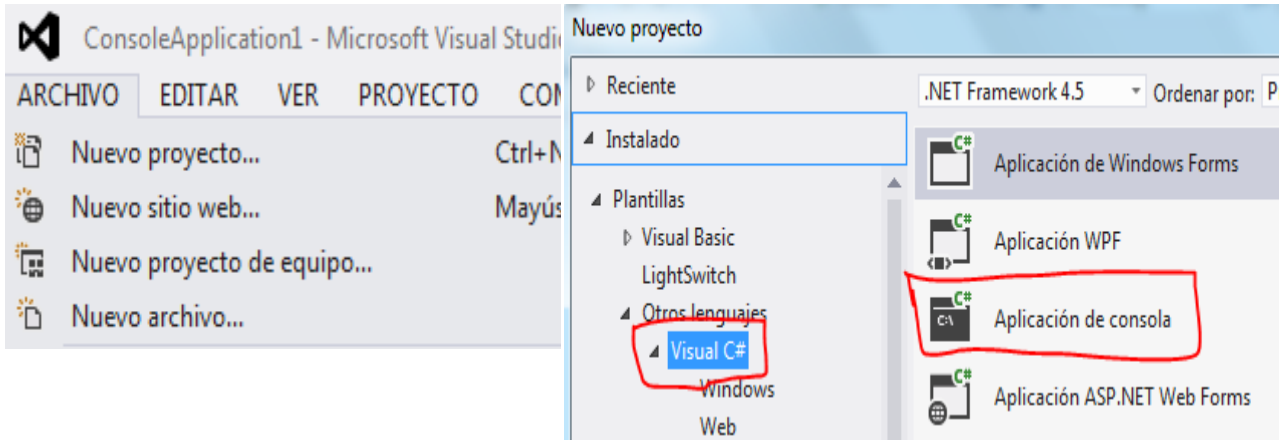 ConsoleApplication1 - Microsoft Visual Studi
ARCHIVO EDITAR VER PROYECTO CO
Nuevo proyecto... Ctrl+N
Nuevo sitio web... Mayús
Nuevo proyecto de equipo...
Nuevo archivo...
Nuevo proyecto
Reciente
.NET Framework 4.5 Ordenar por: P
Instalado
Plantillas
Visual Basic
LightSwitch
Otros lenguajes
Visual C#
Windows
Web
C# Aplicación de Windows Forms
C# Aplicación WPF
C# C:\ Aplicación de consola
C# Aplicación ASP.NET Web Forms